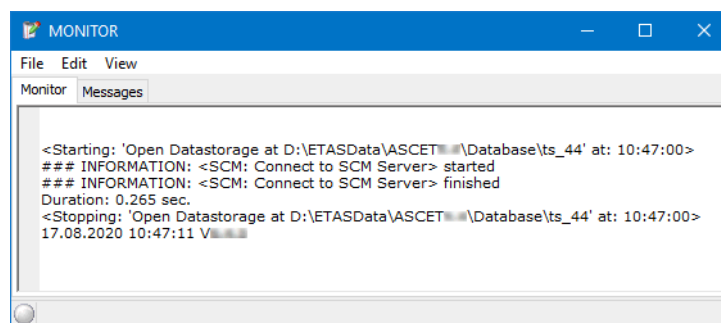 MONITOR
File Edit View
Monitor Messages
<Starting: 'Open Datastorage at D:\ETASData\ASCET \Database\ts_44' at: 10:47:00>
### INFORMATION: <SCM: Connect to SCM Server> started
### INFORMATION: <SCM: Connect to SCM Server> finished
Duration: 0.265 sec.
<Stopping: 'Open Datastorage at D:\ETASData\ASCET \Database\ts_44' at: 10:47:00>
17.08.2020 10:47:11 V